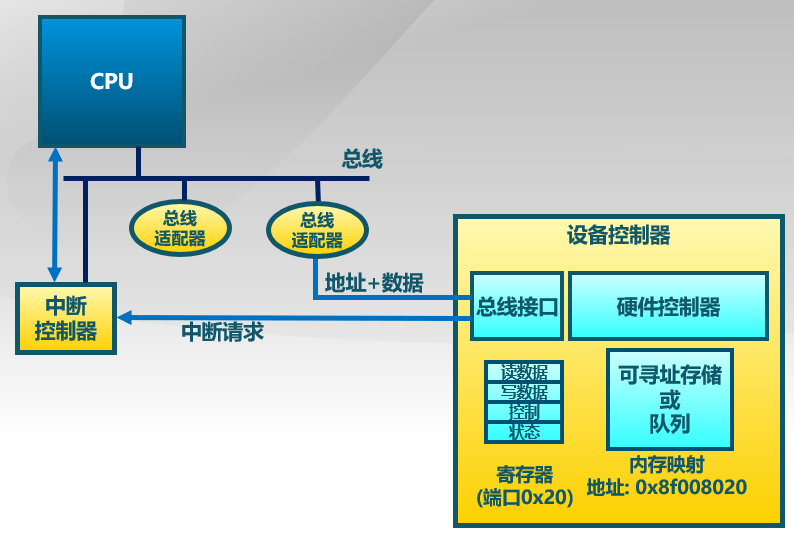 CPU
总线
总线
适配器
总线
适配器
设备控制器
地址+数据
总线接口
硬件控制器
中断
控制器
中断请求
读数据
写数据
控制
状态
可寻址存储
或
队列
寄存器
(端口0x20)
内存映射
地址: 0x8f008020